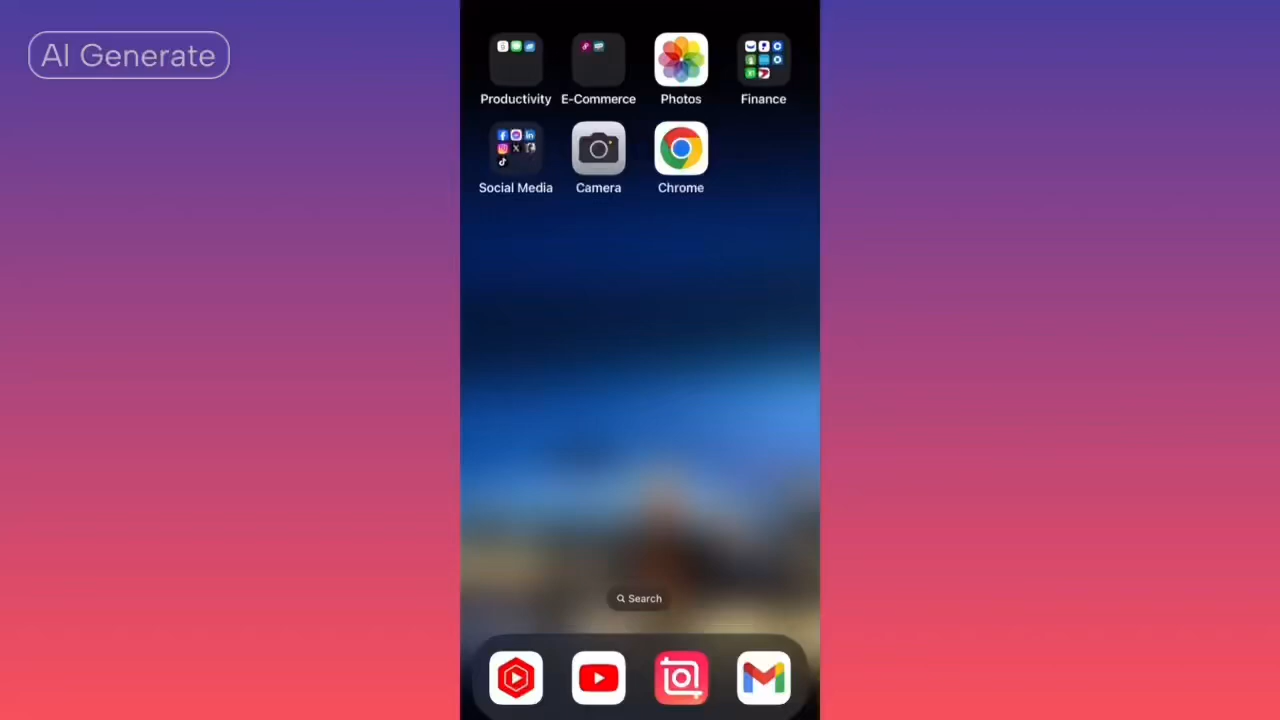 AI Generate
Productivity
E-Commerce
Photos
Finance
Social Media
Camera
Chrome
Search